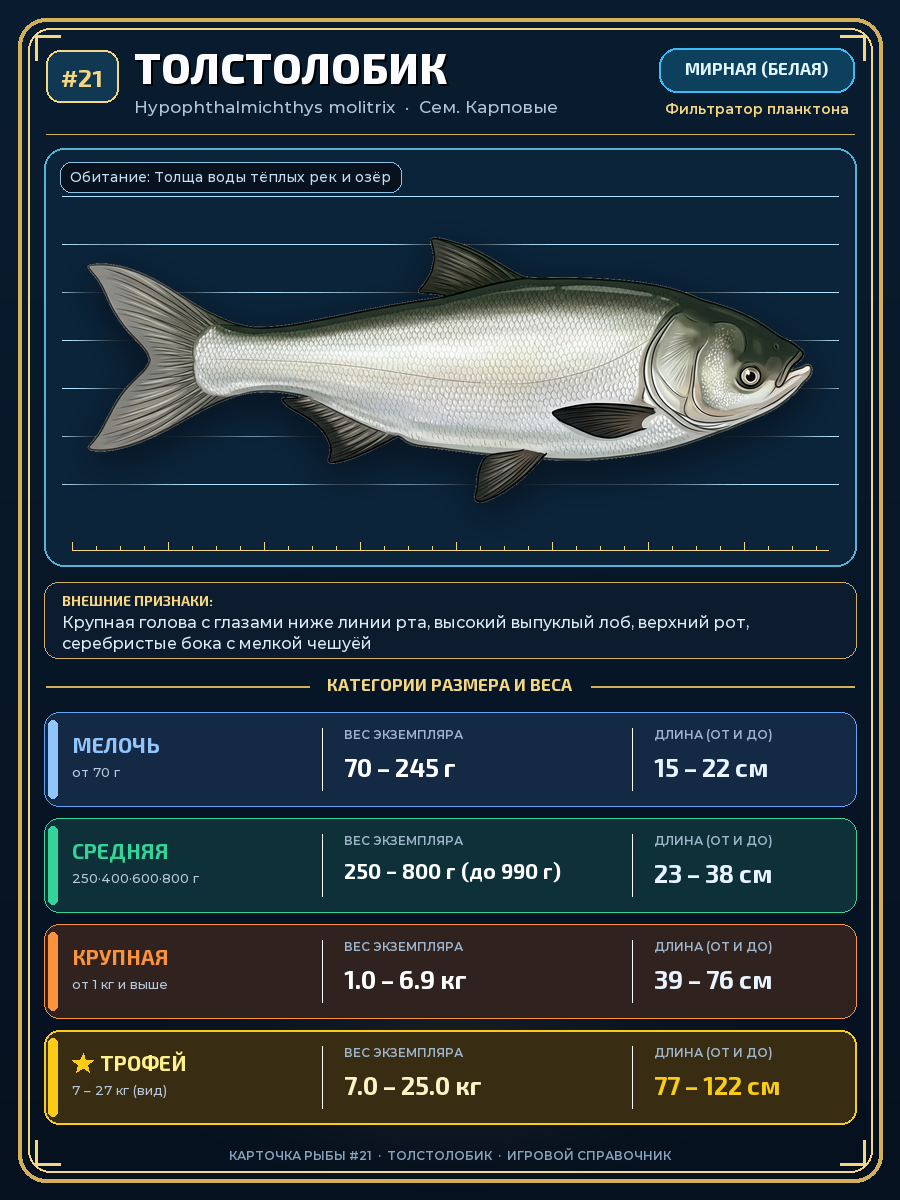 #21
ТОЛСТОЛОБИК
Hypophthalmichthys molitrix · Сем. Карповые
МИРНАЯ (БЕЛАЯ)
Фильтратор планктона
Обитание: Толща воды тёплых рек и озёр
ВНЕШНИЕ ПРИЗНАКИ:
Крупная голова с глазами ниже линии рта, высокий выпуклый лоб, верхний рот,
серебристые бока с мелкой чешуёй
КАТЕГОРИИ РАЗМЕРА И ВЕСА
МЕЛОЧЬ
от 70 г
ВЕС ЭКЗЕМПЛЯРА
70 – 245 г
ДЛИНА (ОТ И ДО)
15 – 22 см
СРЕДНЯЯ
250·400·600·800 г
ВЕС ЭКЗЕМПЛЯРА
250 – 800 г (до 990 г)
ДЛИНА (ОТ И ДО)
23 – 38 см
КРУПНАЯ
от 1 кг и выше
ВЕС ЭКЗЕМПЛЯРА
1.0 – 6.9 кг
ДЛИНА (ОТ И ДО)
39 – 76 см
★ ТРОФЕЙ
7 – 27 кг (вид)
ВЕС ЭКЗЕМПЛЯРА
7.0 – 25.0 кг
ДЛИНА (ОТ И ДО)
77 – 122 см
КАРТОЧКА РЫБЫ #21 · ТОЛСТОЛОБИК · ИГРОВОЙ СПРАВОЧНИК